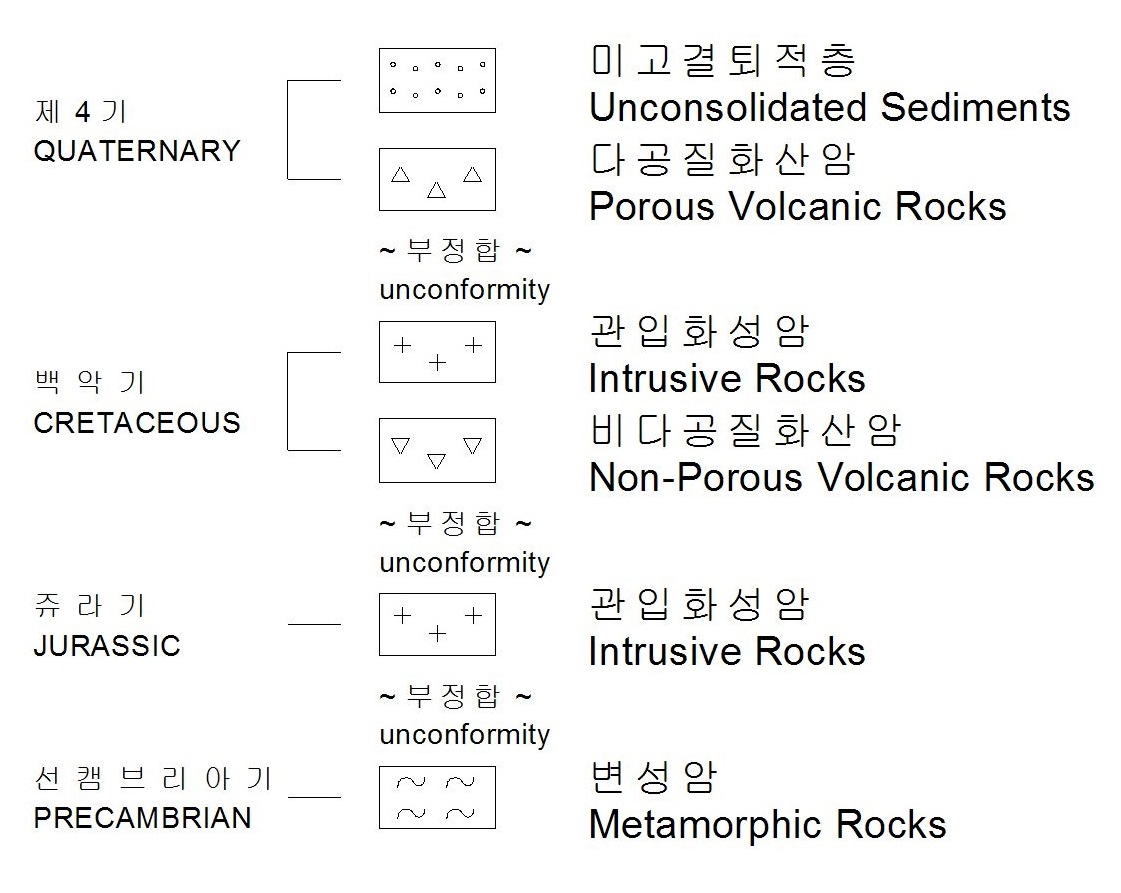 미고결퇴적층
Unconsolidated Sediments
제 4 기
QUATERNARY
다공질화산암
Porous Volcanic Rocks
~ 부정합 ~
unconformity
관입화성암
Intrusive Rocks
백 악 기
CRETACEOUS
비다공질화산암
Non-Porous Volcanic Rocks
~ 부정합 ~
unconformity
쥬 라 기
JURASSIC
관입화성암
Intrusive Rocks
~ 부정합 ~
unconformity
선 캠 브 리 아 기
PRECAMBRIAN
변성암
Metamorphic Rocks